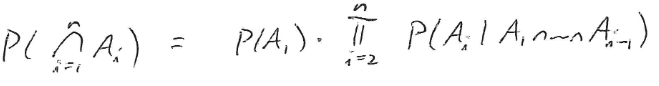 P(⋂_{i=1}^{n} A_i) = P(A_1) · ∏_{i=2}^{n} P(A_i | A_1 ∩ ⋯ ∩ A_{i-1})